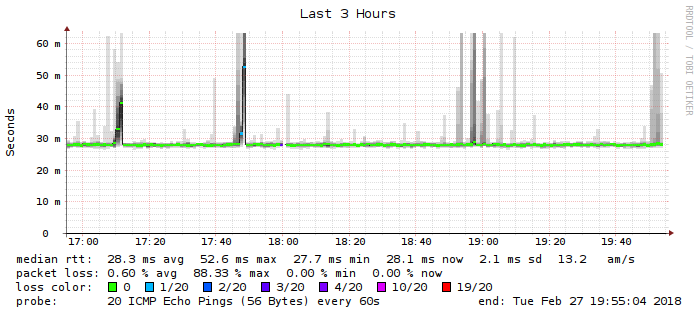 Last 3 Hours
RRDTOOL / TOBI OETIKER
Seconds
60 m
50 m
40 m
30 m
20 m
10 m
0
17:00 17:20 17:40 18:00 18:20 18:40 19:00 19:20 19:40
median rtt: 28.3 ms avg 52.6 ms max 27.7 ms min 28.1 ms now 2.1 ms sd 13.2 am/s
packet loss: 0.60 % avg 88.33 % max 0.00 % min 0.00 % now
loss color: 0 1/20 2/20 3/20 4/20 10/20 19/20
probe: 20 ICMP Echo Pings (56 Bytes) every 60s end: Tue Feb 27 19:55:04 2018